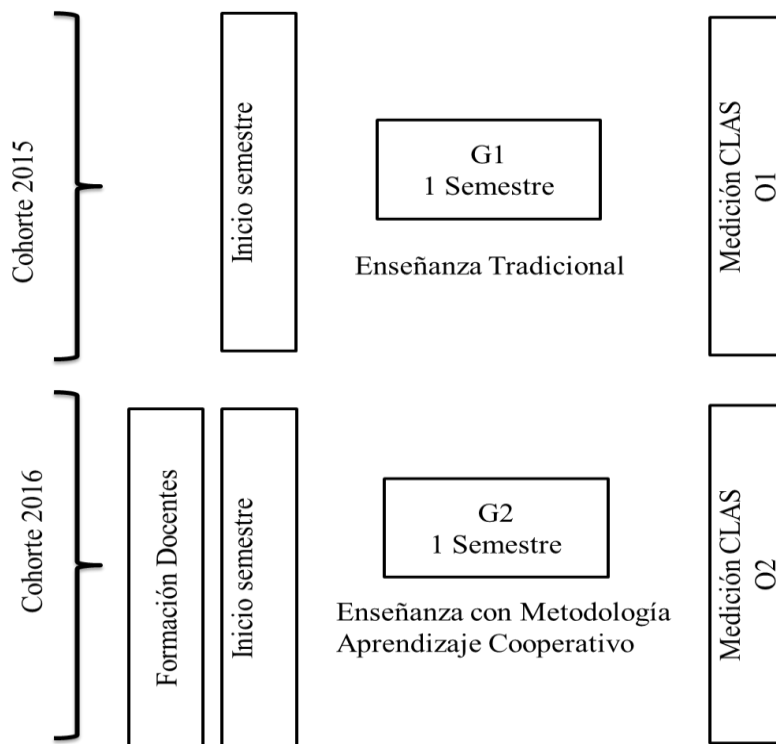 Cohorte 2015
Inicio semestre
G1
1 Semestre
Enseñanza Tradicional
Medición CLAS
O1
Cohorte 2016
Formación Docentes
Inicio semestre
G2
1 Semestre
Enseñanza con Metodología
Aprendizaje Cooperativo
Medición CLAS
O2